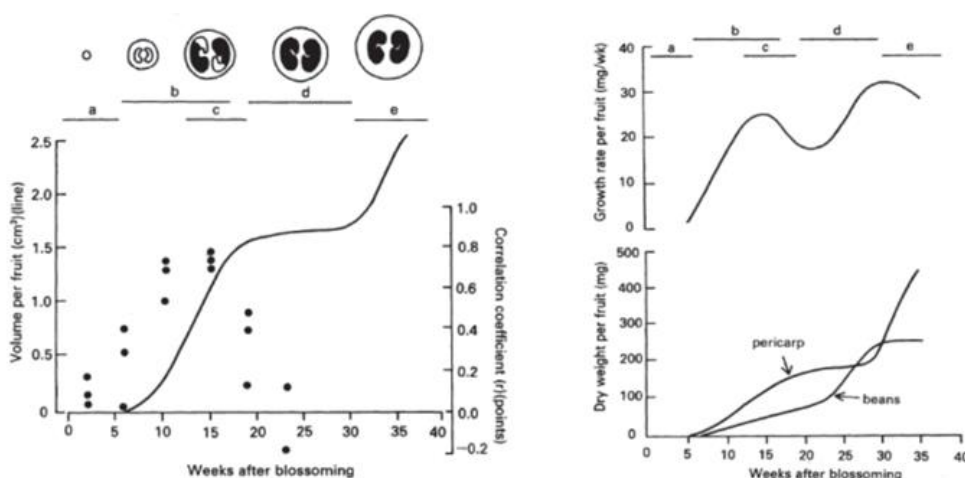 b
d
a
c
e
2.5
2.0
1.5
1.0
0.5
0
Volume per fruit (cm³)(line)
1.0
0.8
0.6
0.4
0.2
0.0
-0.2
Correlation coefficient (r)(points)
0 5 10 15 20 25 30 35 40
Weeks after blossoming
b
d
a
c
e
40
30
20
10
0
Growth rate per fruit (mg/wk)
500
400
300
200
100
0
Dry weight per fruit (mg)
pericarp
beans
0 5 10 15 20 25 30 35 40
Weeks after blossoming